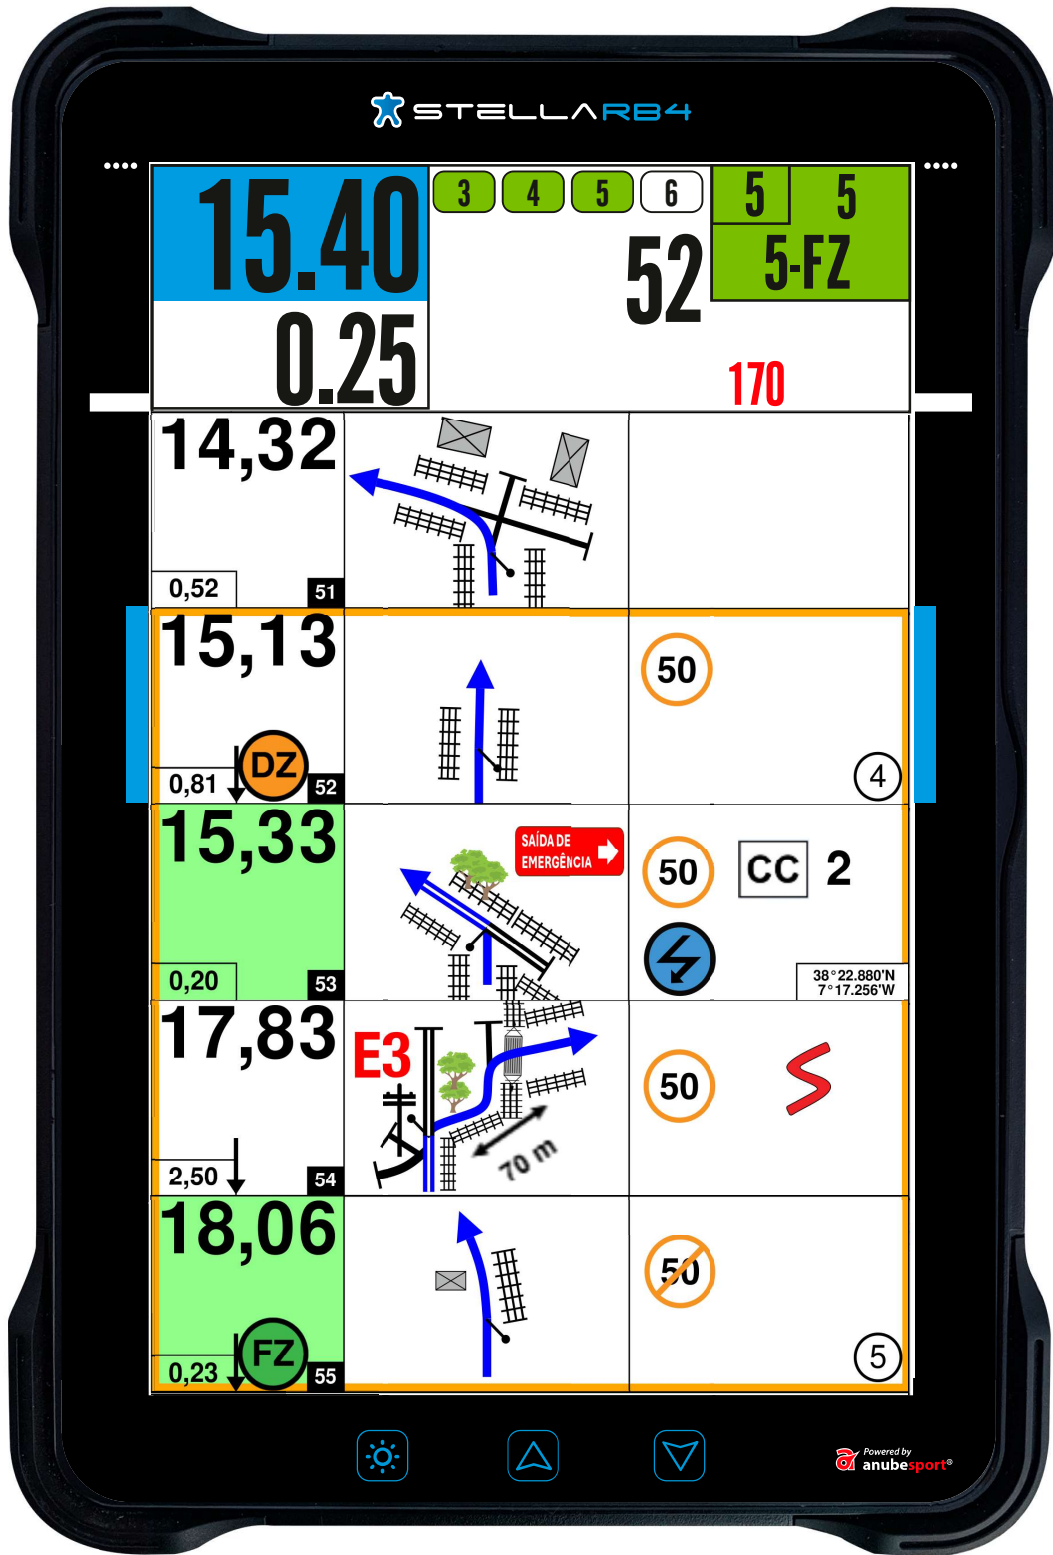 STELLARB4
15.40
0.25
3 4 5 6
52
170
5 5
5-FZ
14,32
0,52 51
15,13
DZ
0,81 52
50
4
15,33
0,20 53
SAÍDA DE
EMERGÊNCIA
50 CC 2
38°22.880'N
7°17.256'W
17,83
2,50 54
E3
70 m
50
18,06
FZ
0,23 55
50
5
Powered by
anubesport®